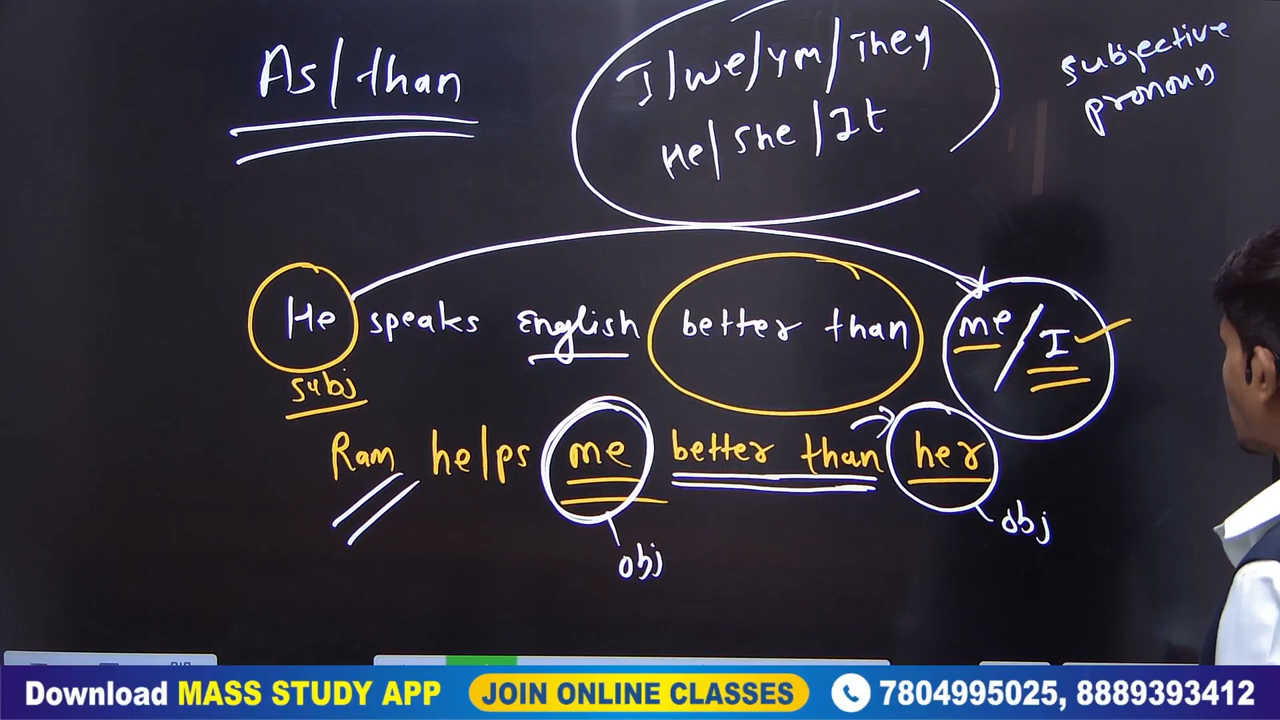 As/than
I/we/you/They
He/she/It
subjective
pronoun
He speaks English better than me/I
subj
Ram helps me better than her
obj
obj
Download MASS STUDY APP JOIN ONLINE CLASSES 7804995025, 8889393412